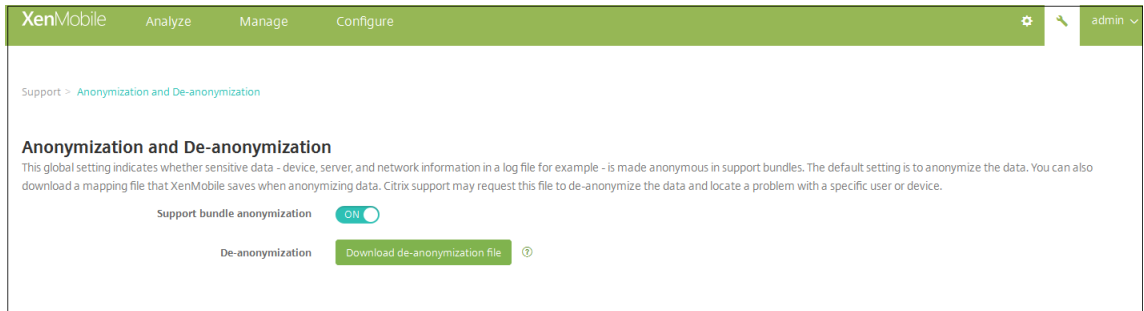 XenMobile Analyze Manage Configure admin
Support > Anonymization and De-anonymization
Anonymization and De-anonymization
This global setting indicates whether sensitive data - device, server, and network information in a log file for example - is made anonymous in support bundles. The default setting is to anonymize the data. You can also
download a mapping file that XenMobile saves when anonymizing data. Citrix support may request this file to de-anonymize the data and locate a problem with a specific user or device.
Support bundle anonymization ON
De-anonymization Download de-anonymization file ?